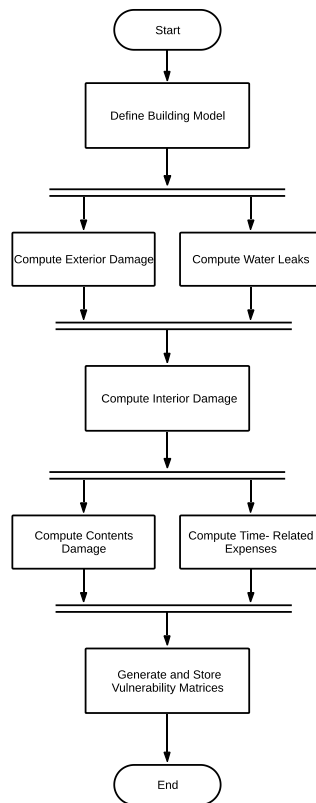 Start
Define Building Model
Compute Exterior Damage
Compute Water Leaks
Compute Interior Damage
Compute Contents
Damage
Compute Time- Related
Expenses
Generate and Store
Vulnerability Matrices
End